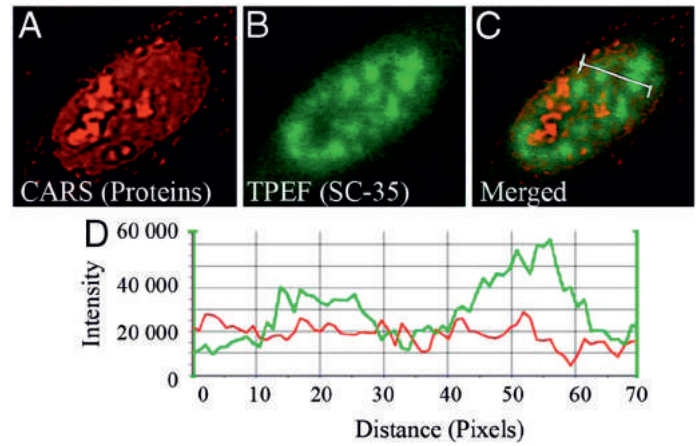 A
B
C
CARS (Proteins)
TPEF (SC-35)
Merged
D
60 000
40 000
20 000
0
Intensity
0 10 20 30 40 50 60 70
Distance (Pixels)